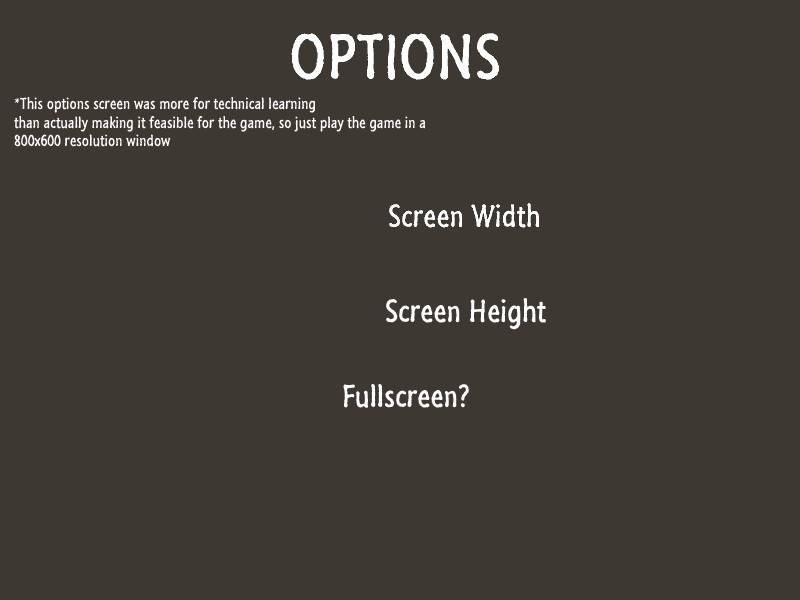 OPTIONS
*This options screen was more for technical learning
than actually making it feasible for the game, so just play the game in a
800x600 resolution window
Screen Width
Screen Height
Fullscreen?